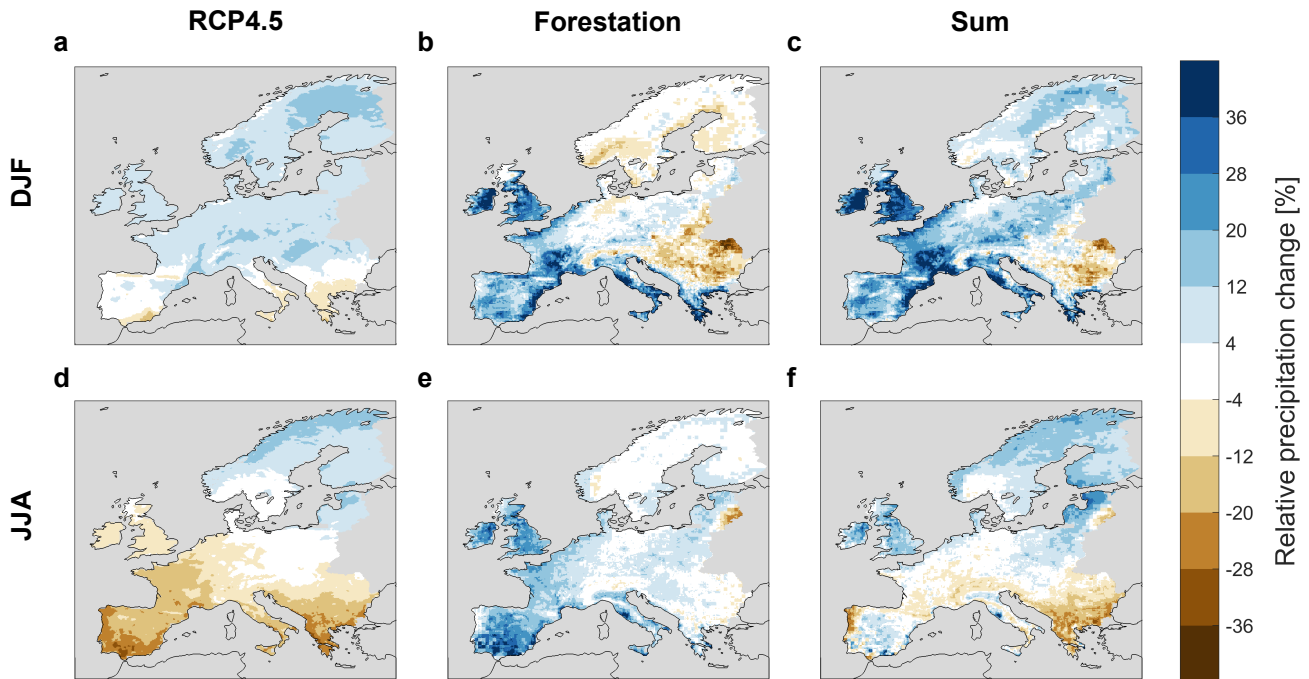 RCP4.5
Forestation
Sum
a
b
c
DJF
d
e
f
JJA
36
28
20
12
4
-4
-12
-20
-28
-36
Relative precipitation change [%]